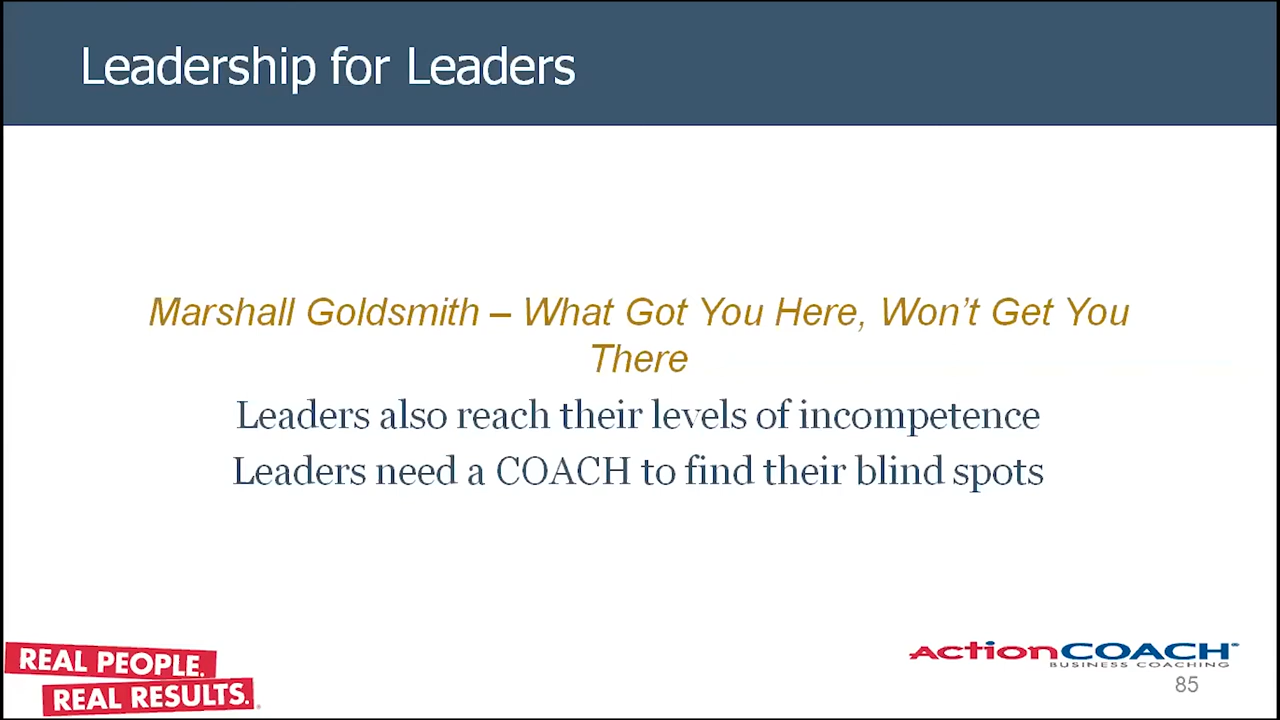 Leadership for Leaders
Marshall Goldsmith – What Got You Here, Won’t Get You
There
Leaders also reach their levels of incompetence
Leaders need a COACH to find their blind spots
REAL PEOPLE.
REAL RESULTS.
ActionCOACH
BUSINESS COACHING
85